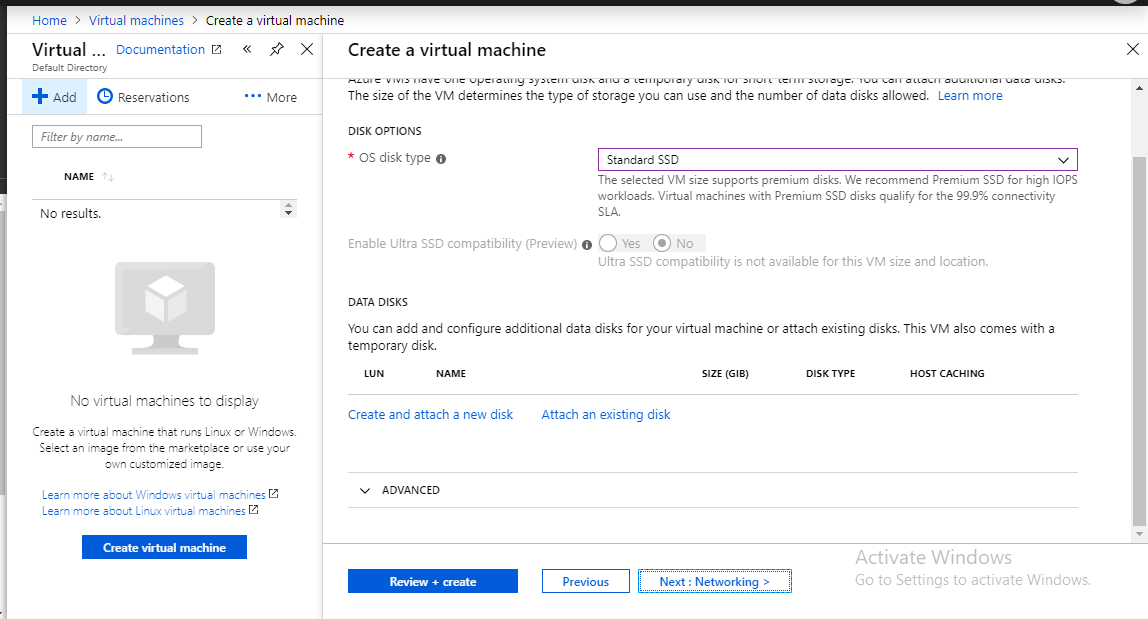 Home > Virtual machines > Create a virtual machine
Virtual ... Documentation
Default Directory
Add Reservations ... More
Filter by name...
NAME
No results.
No virtual machines to display
Create a virtual machine that runs Linux or Windows.
Select an image from the marketplace or use your
own customized image.
Learn more about Windows virtual machines
Learn more about Linux virtual machines
Create virtual machine
Create a virtual machine
Azure VMs have one operating system disk and a temporary disk for short-term storage. You can attach additional data disks.
The size of the VM determines the type of storage you can use and the number of data disks allowed. Learn more
DISK OPTIONS
* OS disk type
Standard SSD
The selected VM size supports premium disks. We recommend Premium SSD for high IOPS
workloads. Virtual machines with Premium SSD disks qualify for the 99.9% connectivity
SLA.
Enable Ultra SSD compatibility (Preview) Yes No
Ultra SSD compatibility is not available for this VM size and location.
DATA DISKS
You can add and configure additional data disks for your virtual machine or attach existing disks. This VM also comes with a
temporary disk.
LUN NAME SIZE (GIB) DISK TYPE HOST CACHING
Create and attach a new disk Attach an existing disk
ADVANCED
Review + create Previous Next : Networking >
Activate Windows
Go to Settings to activate Windows.